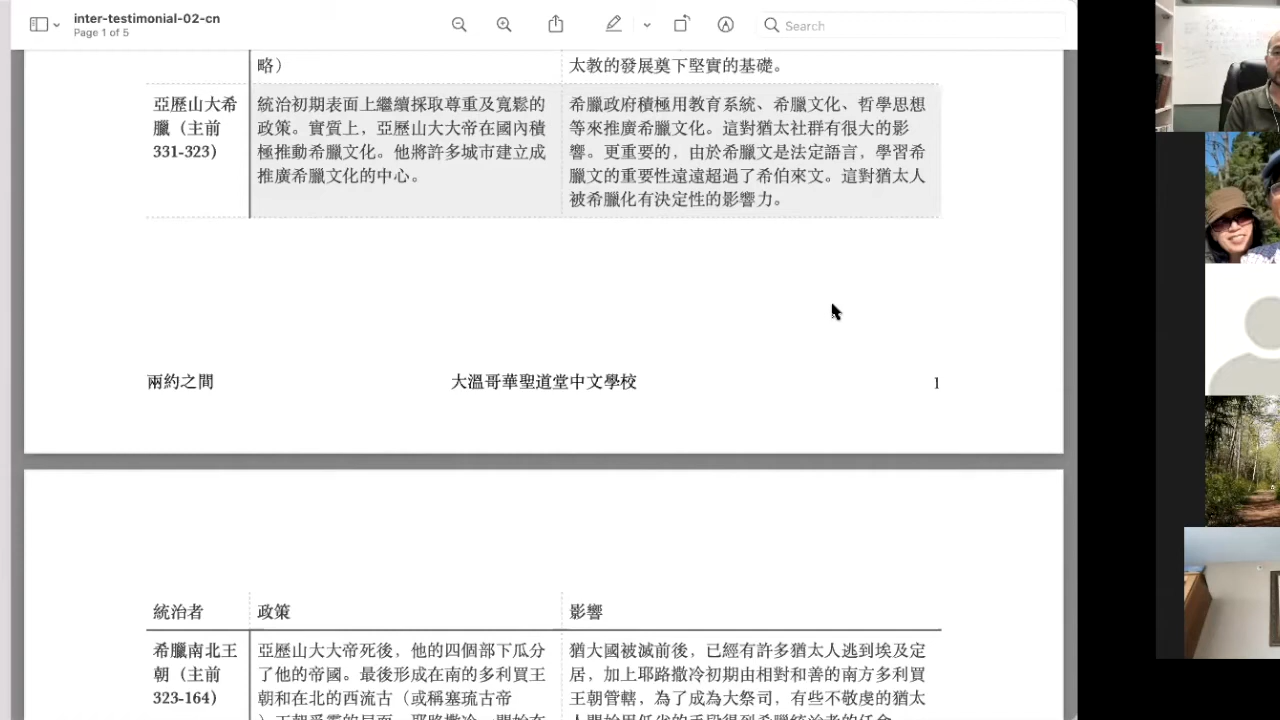 inter-testimonial-02-cn
Page 1 of 5
Search
略）
太教的發展奠下堅實的基礎。
亞歷山大希
臘（主前
331-323）
統治初期表面上繼續採取尊重及寬鬆的
政策。實質上，亞歷山大大帝在國內積
極推動希臘文化。他將許多城市建立成
推廣希臘文化的中心。
希臘政府積極用教育系統、希臘文化、哲學思想
等來推廣希臘文化。這對猶太社群有很大的影
響。更重要的，由於希臘文是法定語言，學習希
臘文的重要性遠遠超過了希伯來文。這對猶太人
被希臘化有決定性的影響力。
兩約之間
大溫哥華聖道堂中文學校
1
統治者
政策
影響
希臘南北王
朝（主前
323-164）
亞歷山大大帝死後，他的四個部下瓜分
了他的帝國。最後形成在南的多利買王
朝和在北的西流古（或稱塞琉古帝
猶大國被滅前後，已經有許多猶太人逃到埃及定
居，加上耶路撒冷初期由相對和善的南方多利買
王朝管轄，為了成為大祭司，有些不敬虔的猶太